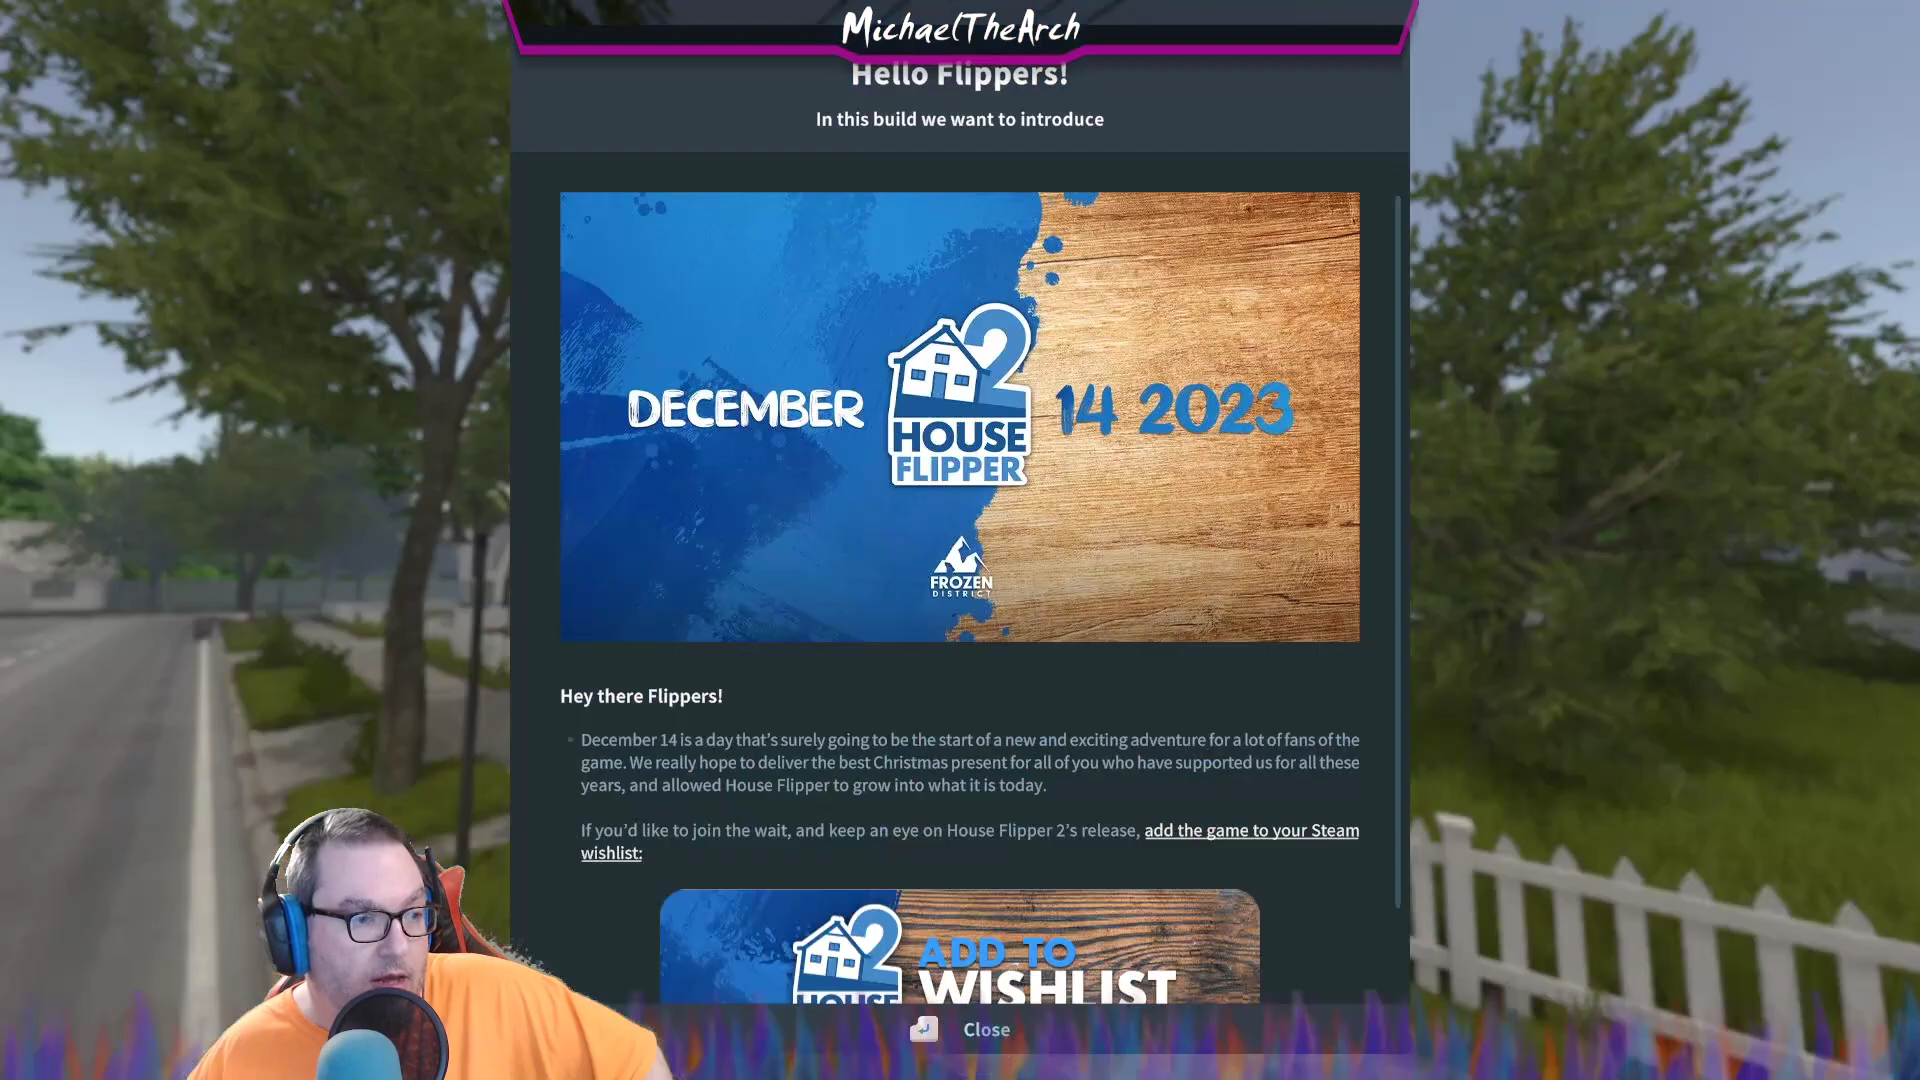 MichaelTheArch
Hello Flippers!
In this build we want to introduce
DECEMBER
2
HOUSE
FLIPPER
14 2023
FROZEN
DISTRICT
Hey there Flippers!
December 14 is a day that's surely going to be the start of a new and exciting adventure for a lot of fans of the
game. We really hope to deliver the best Christmas present for all of you who have supported us for all these
years, and allowed House Flipper to grow into what it is today.
If you'd like to join the wait, and keep an eye on House Flipper 2's release, add the game to your Steam
wishlist:
2
HOUSE
ADD TO
WISHLIST
Close